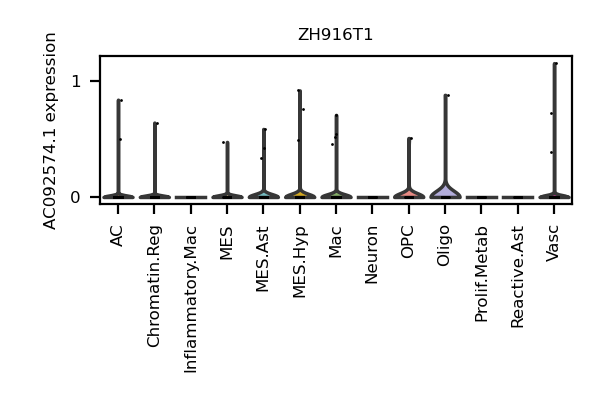 ZH916T1
AC092574.1 expression
1
0
AC
Chromatin.Reg
Inflammatory.Mac
MES
MES.Ast
MES.Hyp
Mac
Neuron
OPC
Oligo
Prolif.Metab
Reactive.Ast
Vasc